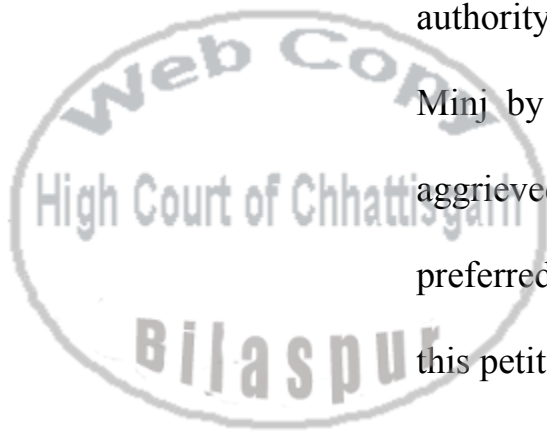 authority
Web Copy
Minj by
High Court of Chhattisgarh
aggrieved
preferred
Bilaspur
this petit